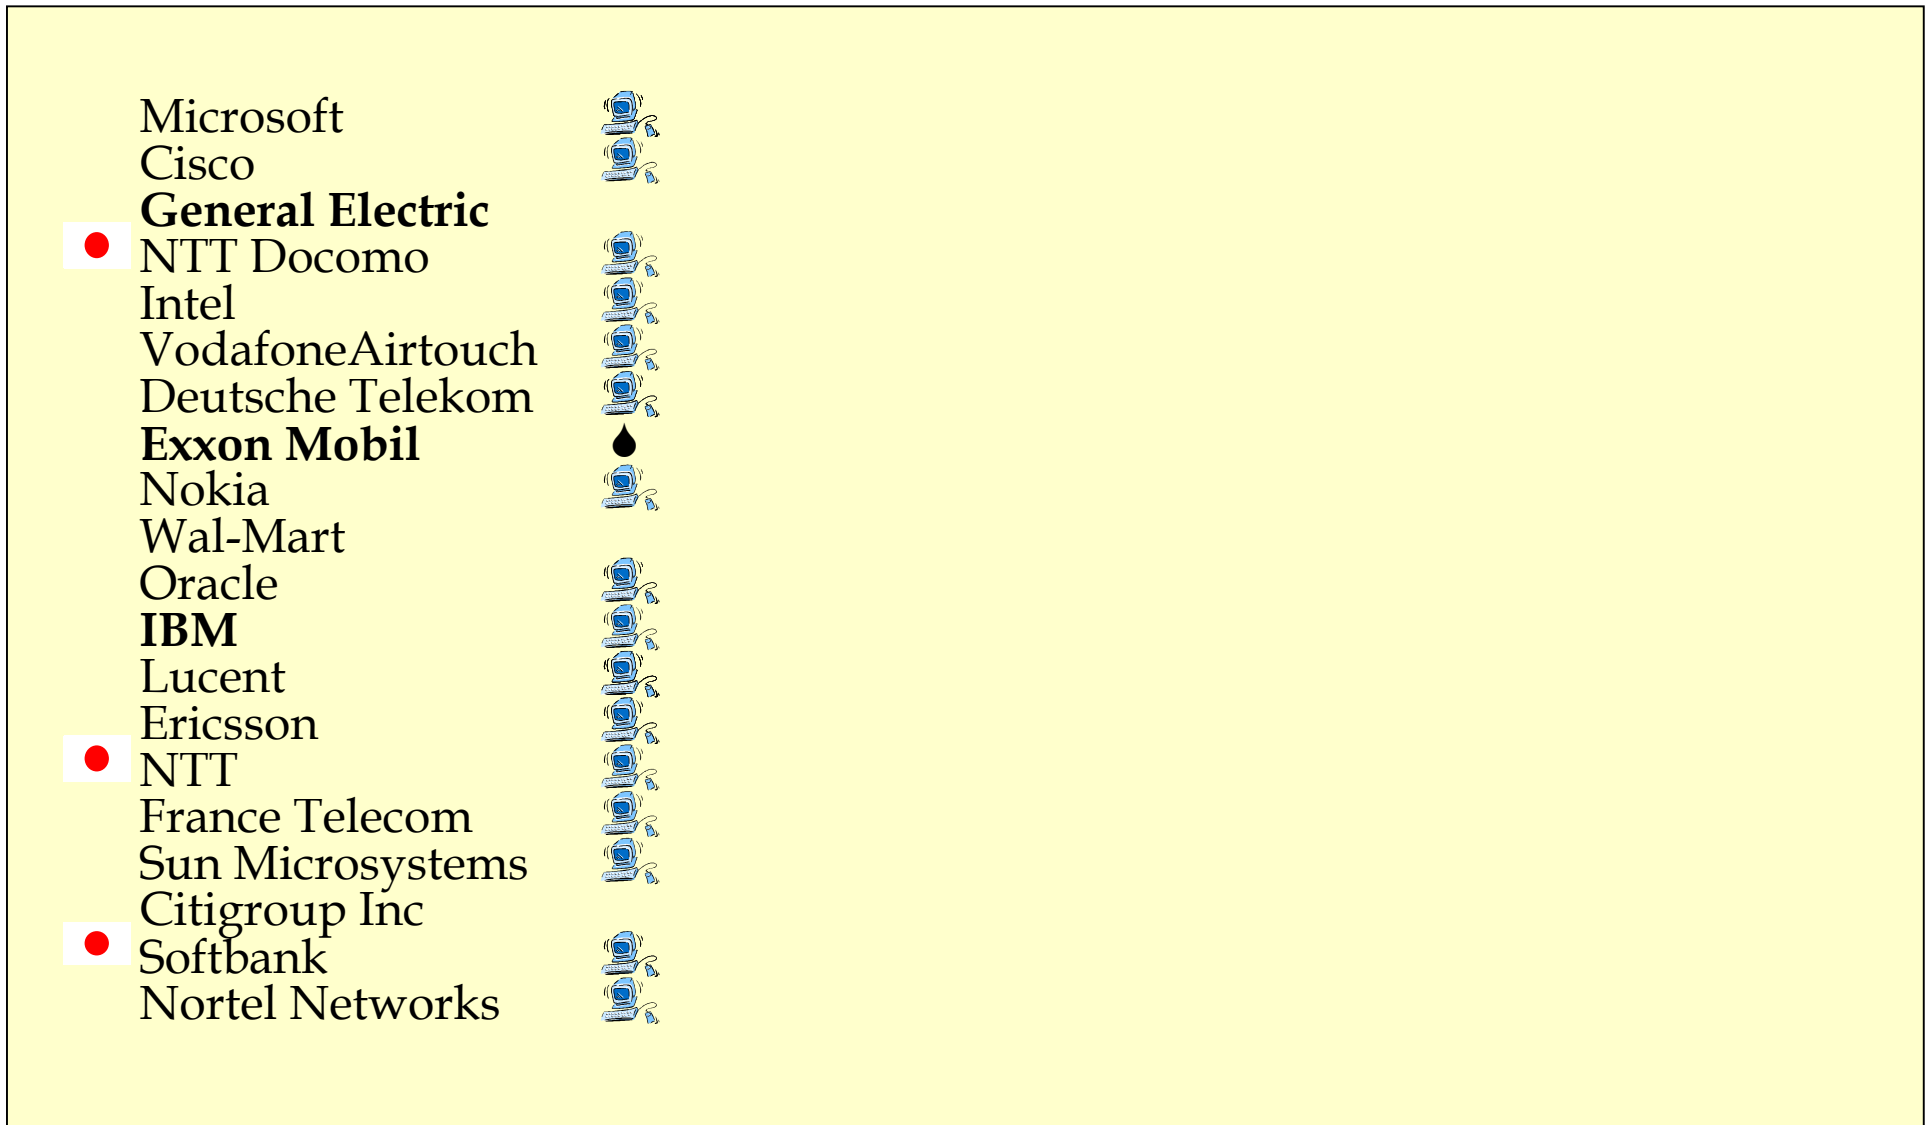 Microsoft
Cisco
General Electric
NTT Docomo
Intel
VodafoneAirtouch
Deutsche Telekom
Exxon Mobil
Nokia
Wal-Mart
Oracle
IBM
Lucent
Ericsson
NTT
France Telecom
Sun Microsystems
Citigroup Inc
Softbank
Nortel Networks